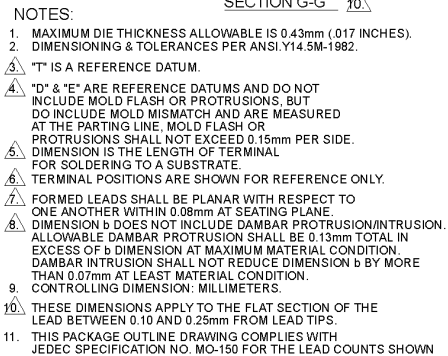 SECTION G-G
10.
NOTES:
1. MAXIMUM DIE THICKNESS ALLOWABLE IS 0.43mm (.017 INCHES).
2. DIMENSIONING & TOLERANCES PER ANSI.Y14.5M-1982.
3. "T" IS A REFERENCE DATUM.
4. "D" & "E" ARE REFERENCE DATUMS AND DO NOT
INCLUDE MOLD FLASH OR PROTRUSIONS, BUT
DO INCLUDE MOLD MISMATCH AND ARE MEASURED
AT THE PARTING LINE, MOLD FLASH OR
PROTRUSIONS SHALL NOT EXCEED 0.15mm PER SIDE.
5. DIMENSION IS THE LENGTH OF TERMINAL
FOR SOLDERING TO A SUBSTRATE.
6. TERMINAL POSITIONS ARE SHOWN FOR REFERENCE ONLY.
7. FORMED LEADS SHALL BE PLANAR WITH RESPECT TO
ONE ANOTHER WITHIN 0.08mm AT SEATING PLANE.
8. DIMENSION b DOES NOT INCLUDE DAMBAR PROTRUSION/INTRUSION.
ALLOWABLE DAMBAR PROTRUSION SHALL BE 0.13mm TOTAL IN
EXCESS OF b DIMENSION AT MAXIMUM MATERIAL CONDITION.
DAMBAR INTRUSION SHALL NOT REDUCE DIMENSION b BY MORE
THAN 0.07mm AT LEAST MATERIAL CONDITION.
9. CONTROLLING DIMENSION: MILLIMETERS.
10. THESE DIMENSIONS APPLY TO THE FLAT SECTION OF THE
LEAD BETWEEN 0.10 AND 0.25mm FROM LEAD TIPS.
11. THIS PACKAGE OUTLINE DRAWING COMPLIES WITH
JEDEC SPECIFICATION NO. MO-150 FOR THE LEAD COUNTS SHOWN